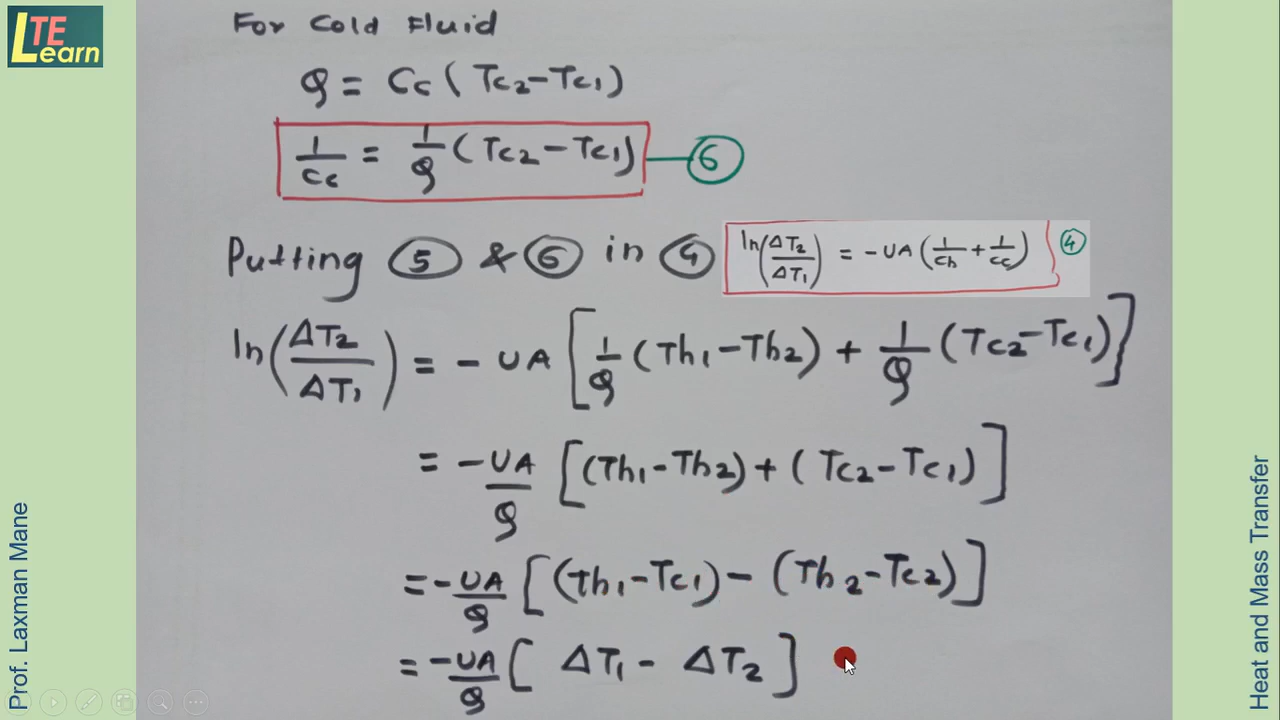 LTE Learn
For Cold Fluid
Q = Cc (Tc2 - Tc1)
1/Cc = 1/Q (Tc2 - Tc1) — 6
Putting 5 & 6 in 4
ln(ΔT2/ΔT1) = -UA (1/Ch + 1/Cc) 4
ln(ΔT2/ΔT1) = - UA [1/Q (Th1 - Th2) + 1/Q (Tc2 - Tc1)]
= -UA/Q [(Th1 - Th2) + (Tc2 - Tc1)]
= -UA/Q [(Th1 - Tc1) - (Th2 - Tc2)]
= -UA/Q [ΔT1 - ΔT2]
Prof. Laxman Mane
Heat and Mass Transfer